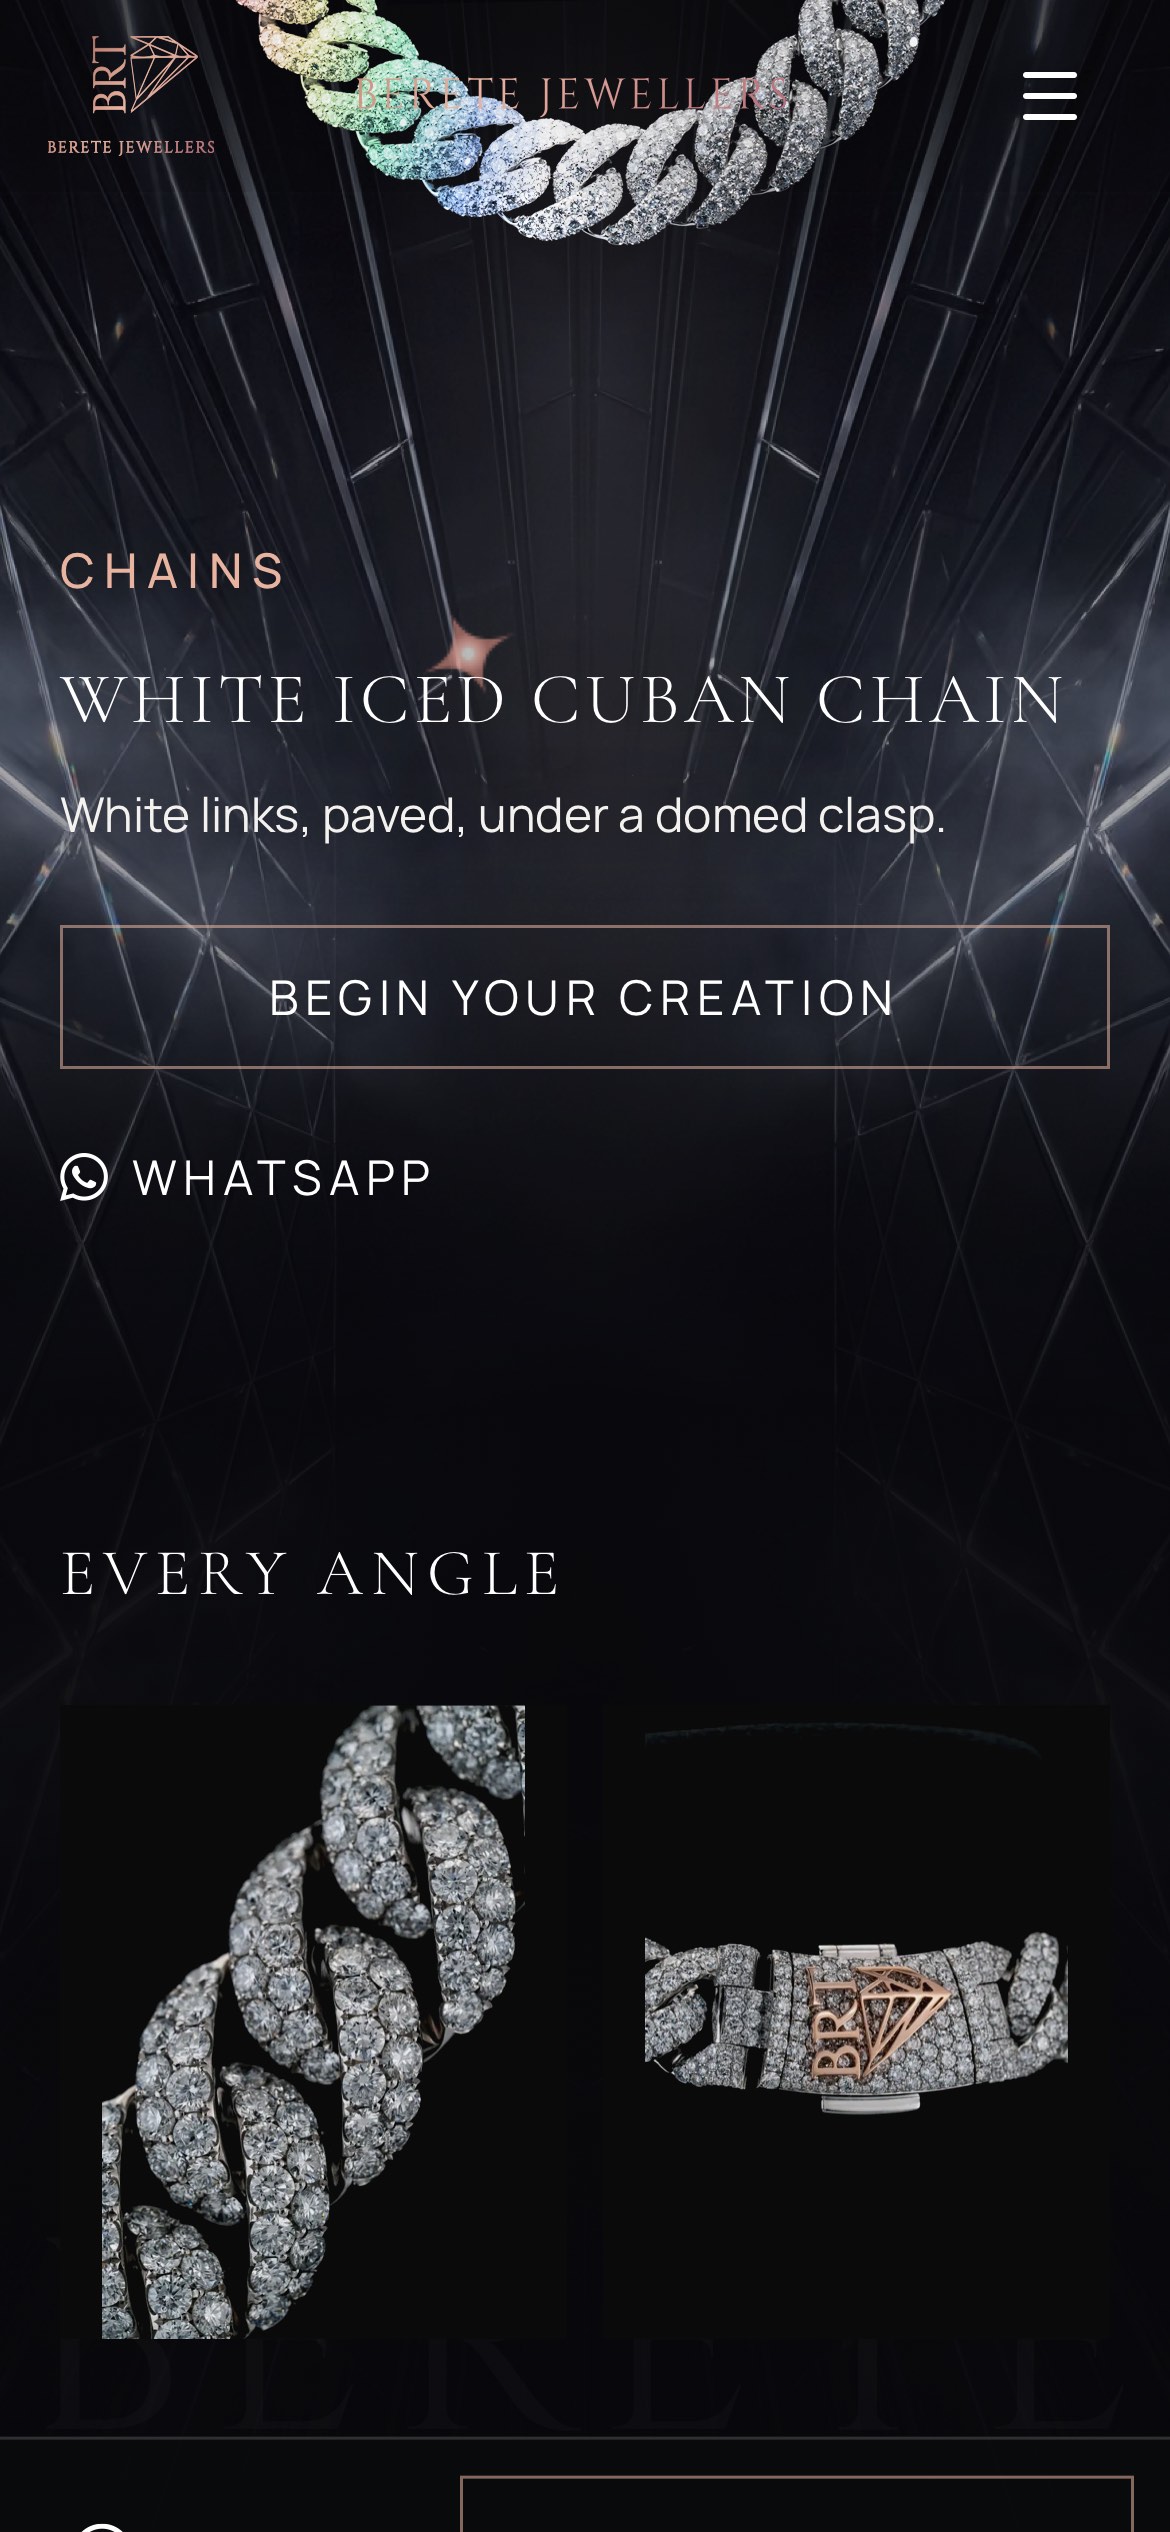 BRT
BERETE JEWELLERS
BERETE JEWELLERS
CHAINS
WHITE ICED CUBAN CHAIN
White links, paved, under a domed clasp.
BEGIN YOUR CREATION
WHATSAPP
EVERY ANGLE
BRT
BERETE